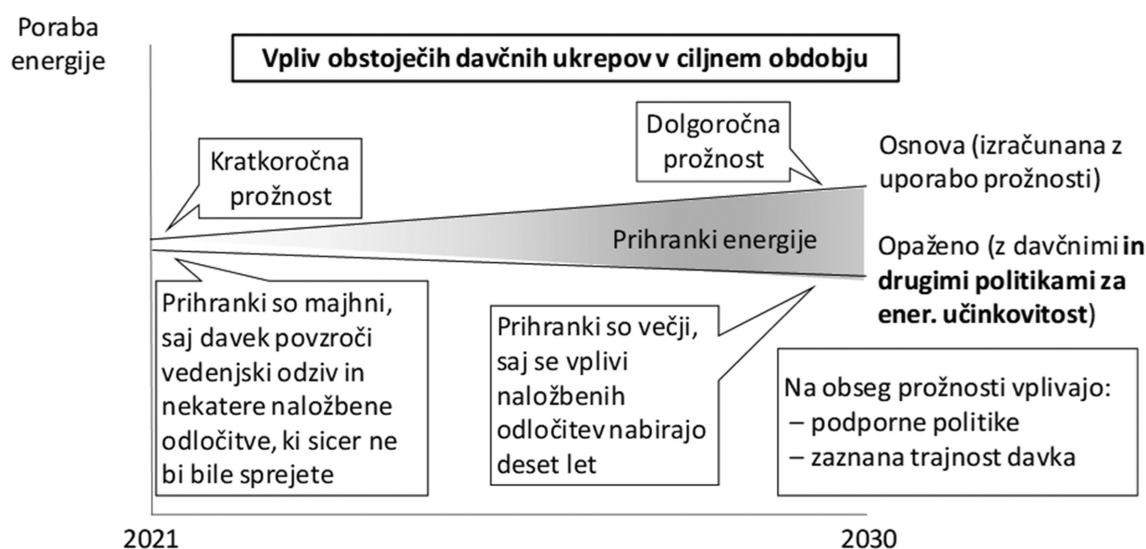 Poraba
energije
Vpliv obstoječih davčnih ukrepov v ciljnem obdobju
Kratkoročna
prožnost
Dolgoročna
prožnost
Osnova (izračunana z
uporabo prožnosti)
Prihranki energije
Opaženo (z davčnimi in
drugimi politikami za
ener. učinkovitost)
Prihranki so majhni,
saj davek povzroči
vedenjski odziv in
nekatere naložbene
odločitve, ki sicer ne
bi bile sprejete
Prihranki so večji,
saj se vplivi
naložbenih
odločitev nabirajo
deset let
Na obseg prožnosti vplivajo:
– podporne politike
– zaznana trajnost davka
2021
2030